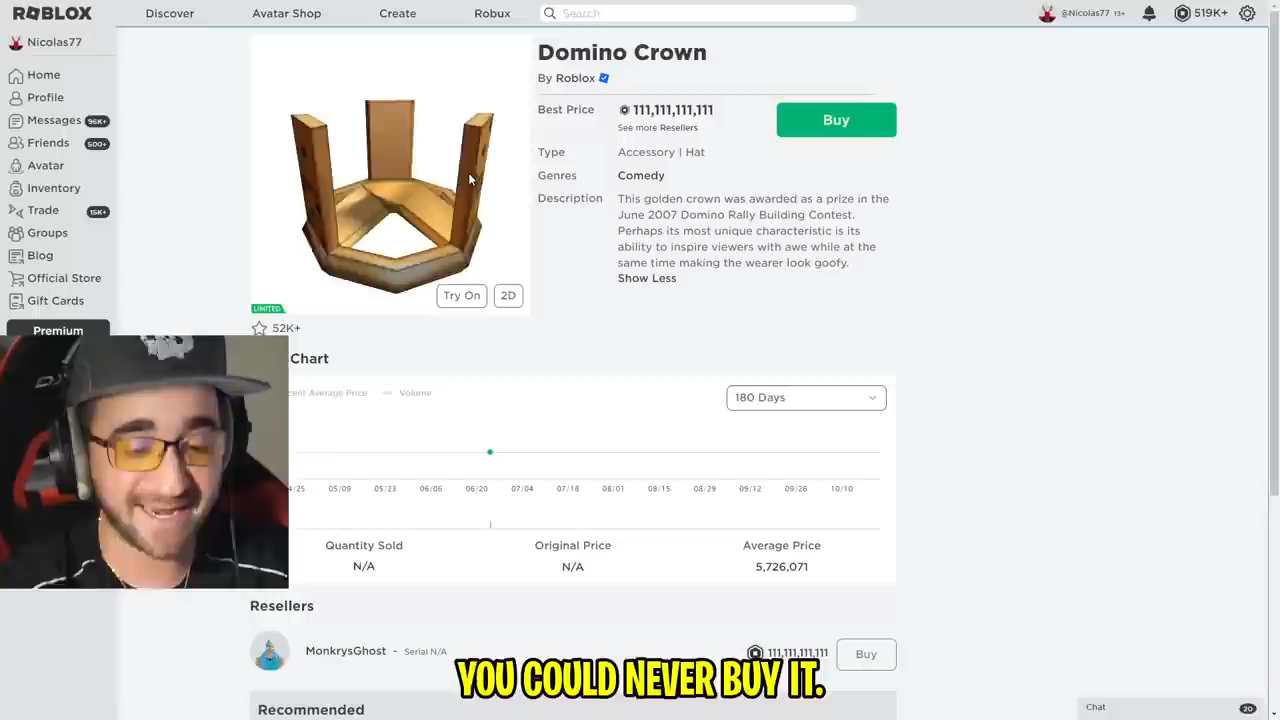 ROBLOX
Discover
Avatar Shop
Create
Robux
Search
@Nicolas77 13+
519K+
Nicolas77
Home
Profile
Messages 96K+
Friends 500+
Avatar
Inventory
Trade 15K+
Groups
Blog
Official Store
Gift Cards
Premium
Try On
2D
LIMITED
52K+
Domino Crown
By Roblox
Best Price
111,111,111,111
See more Resellers
Buy
Type
Accessory | Hat
Genres
Comedy
Description
This golden crown was awarded as a prize in the
June 2007 Domino Rally Building Contest.
Perhaps its most unique characteristic is its
ability to inspire viewers with awe while at the
same time making the wearer look goofy.
Show Less
Chart
cent Average Price
Volume
180 Days
4/25 05/09 05/23 06/06 06/20 07/04 07/18 08/01 08/15 08/29 09/12 09/26 10/10
Quantity Sold
N/A
Original Price
N/A
Average Price
5,726,071
Resellers
MonkrysGhost - Serial N/A
111,111,111,111
Buy
YOU COULD NEVER BUY IT.
Recommended
Chat
20